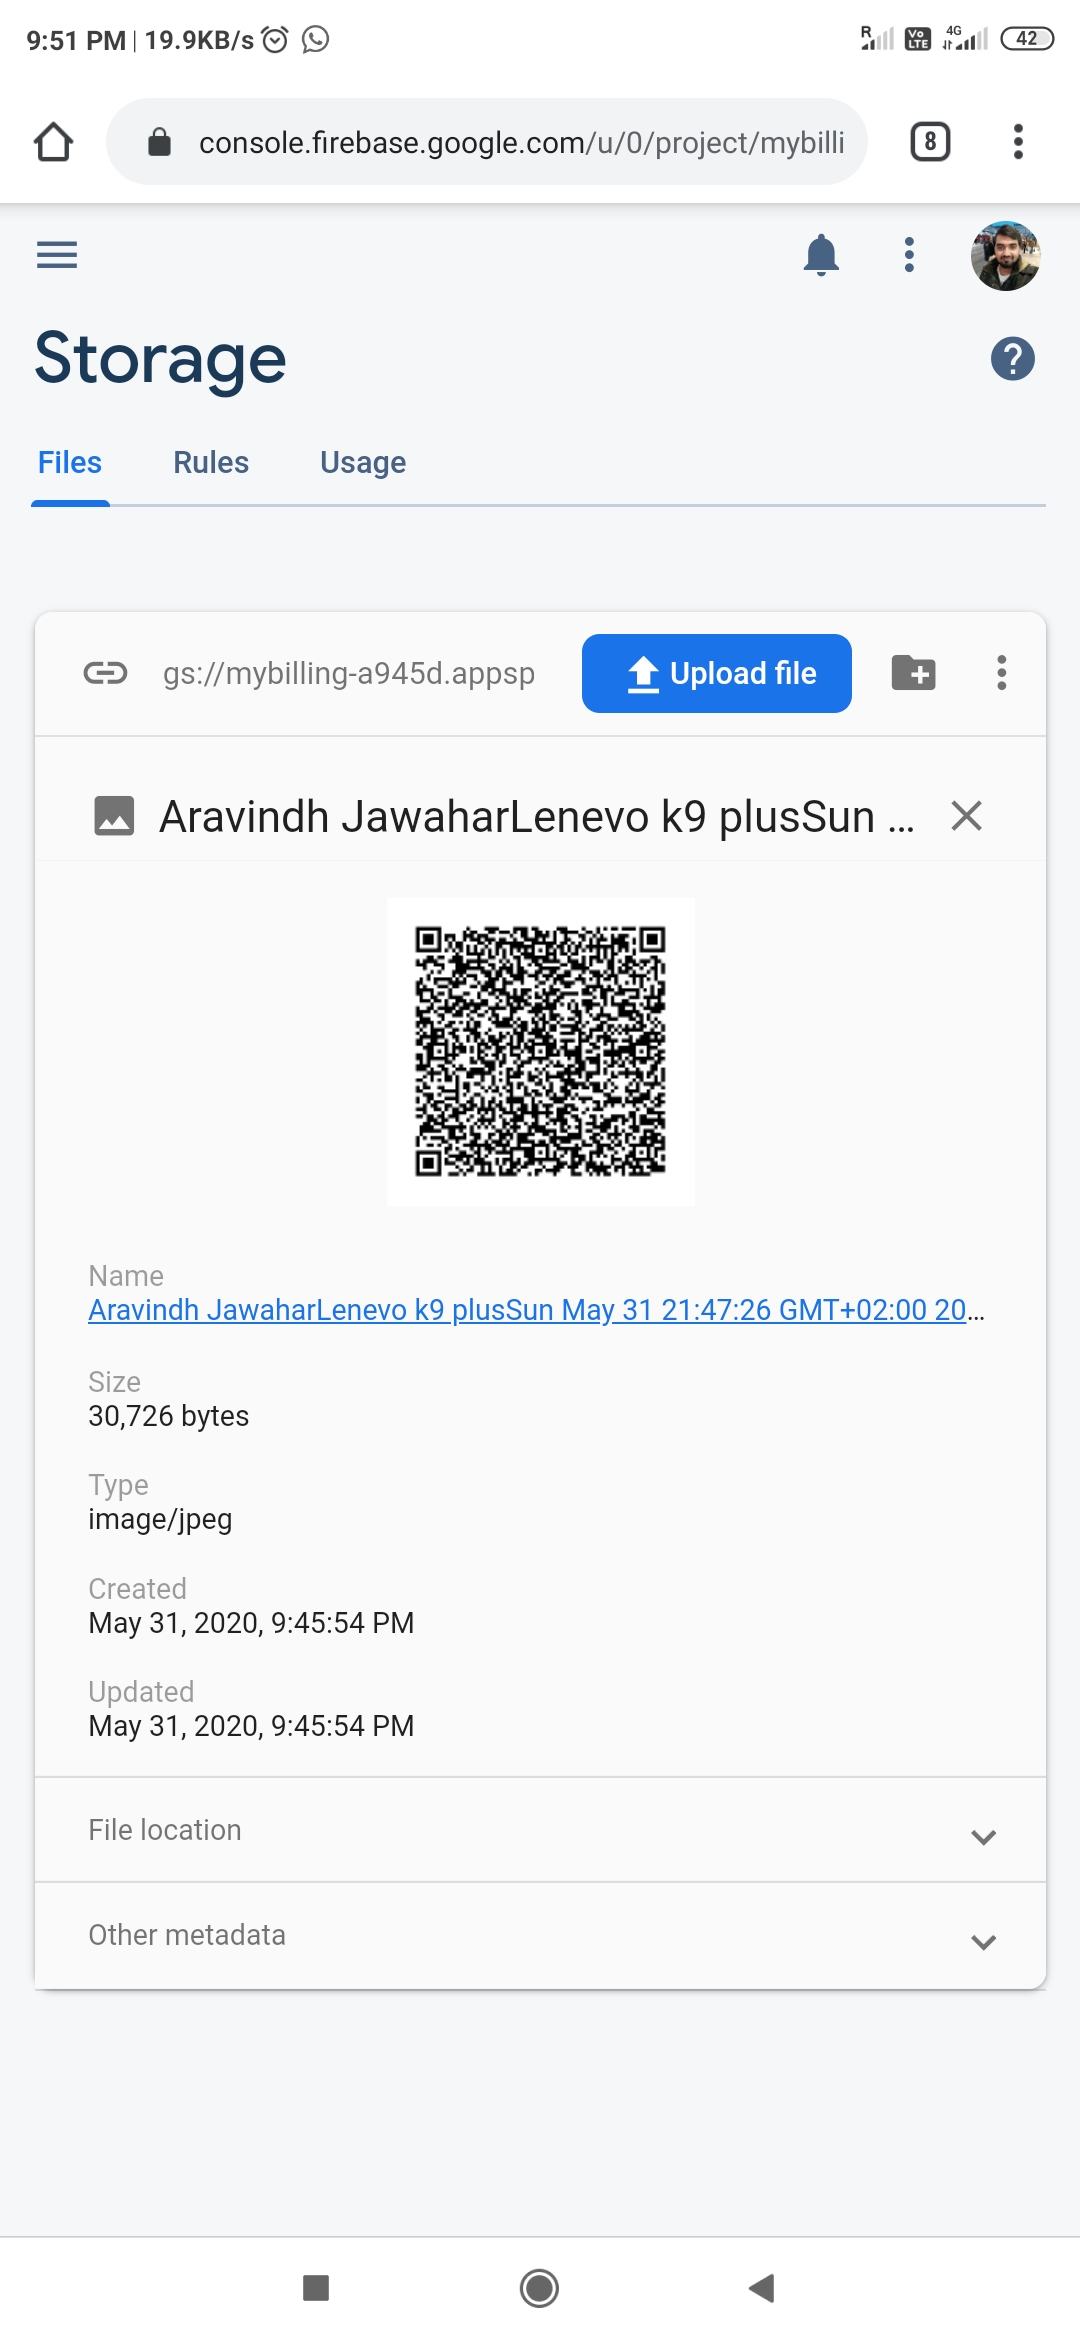 9:51 PM | 19.9KB/s
R
Vo
LTE
4G
42
console.firebase.google.com/u/0/project/mybilli
8
Storage
?
Files Rules Usage
gs://mybilling-a945d.appsp
Upload file
Aravindh JawaharLenevo k9 plusSun ...
Name
Aravindh JawaharLenevo k9 plusSun May 31 21:47:26 GMT+02:00 20...
Size
30,726 bytes
Type
image/jpeg
Created
May 31, 2020, 9:45:54 PM
Updated
May 31, 2020, 9:45:54 PM
File location
Other metadata